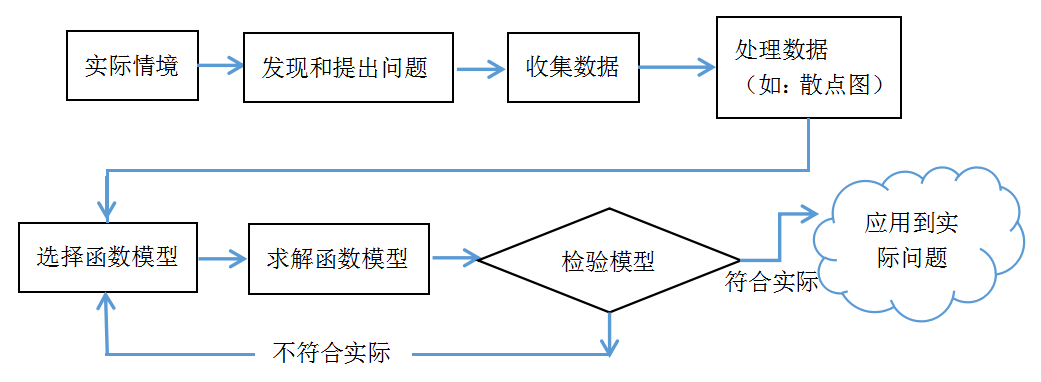 实际情境
发现和提出问题
收集数据
处理数据
（如：散点图）
选择函数模型
求解函数模型
检验模型
符合实际
应用到实
际问题
不符合实际